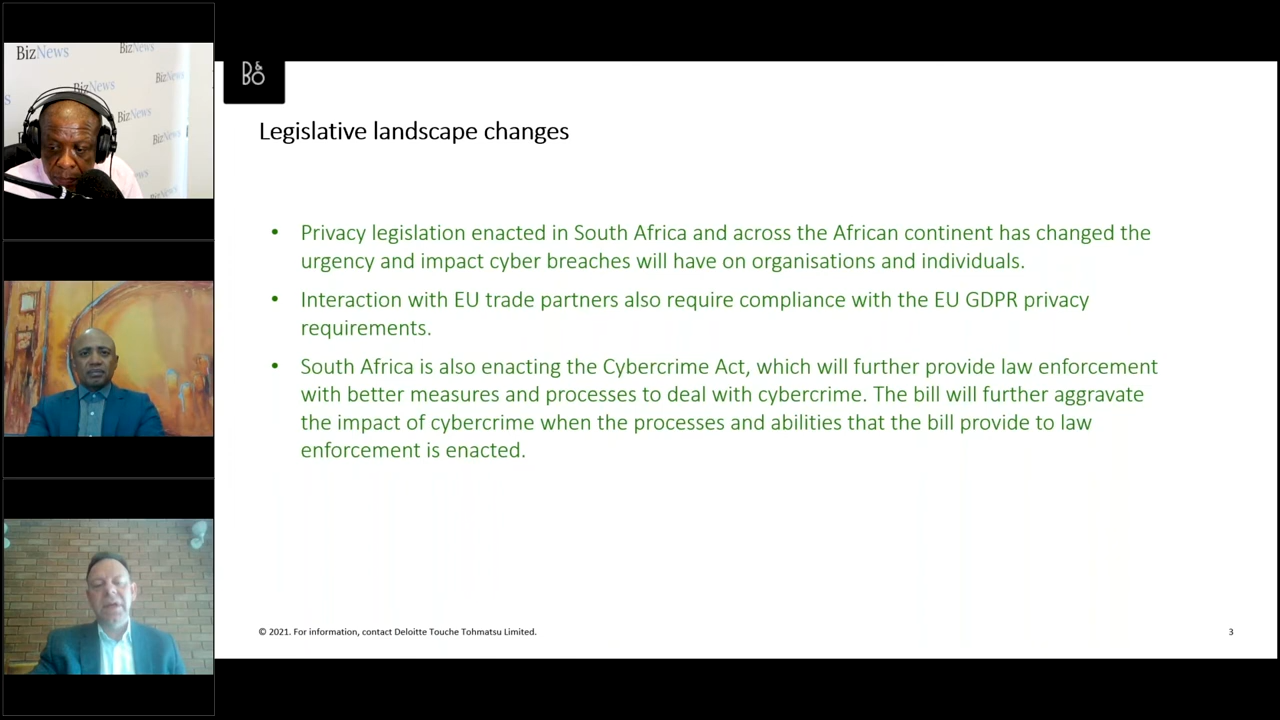 BizNews
BizNews
BizNews
BizNews
BizNews
BizNews
B&O
Legislative landscape changes
• Privacy legislation enacted in South Africa and across the African continent has changed the
urgency and impact cyber breaches will have on organisations and individuals.
• Interaction with EU trade partners also require compliance with the EU GDPR privacy
requirements.
• South Africa is also enacting the Cybercrime Act, which will further provide law enforcement
with better measures and processes to deal with cybercrime. The bill will further aggravate
the impact of cybercrime when the processes and abilities that the bill provide to law
enforcement is enacted.
© 2021. For information, contact Deloitte Touche Tohmatsu Limited.
3